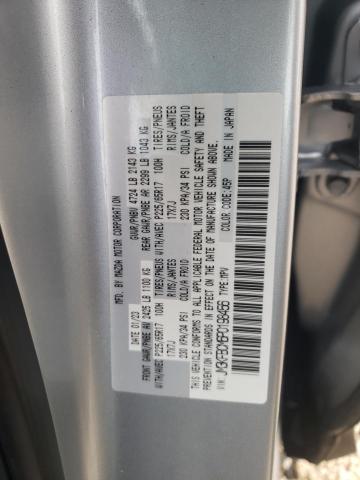 MFD. BY: MAZDA MOTOR CORPORATION
DATE: 01/23 GVWR/PNBV 4724 LB 2143 KG
FRONT GAWR/PNBE AV 2425 LB 1100 KG REAR GAWR/PNBE AR 2299 LB 1043 KG
WITH/AVEC P225/65R17 100H TIRES/PNEUS WITH/AVEC P225/65R17 100H TIRES/PNEUS
17X7J RIMS/JANTES 17X7J RIMS/JANTES
230 KPA/34 PSI COLD/A FROID 230 KPA/34 PSI COLD/A FROID
THIS VEHICLE CONFORMS TO ALL APPLICABLE FEDERAL MOTOR VEHICLE SAFETY AND THEFT
PREVENTION STANDARDS IN EFFECT ON THE DATE OF MANUFACTURE SHOWN ABOVE.
MADE IN JAPAN
VIN: TYPE:MPV COLOR CODE: 45P